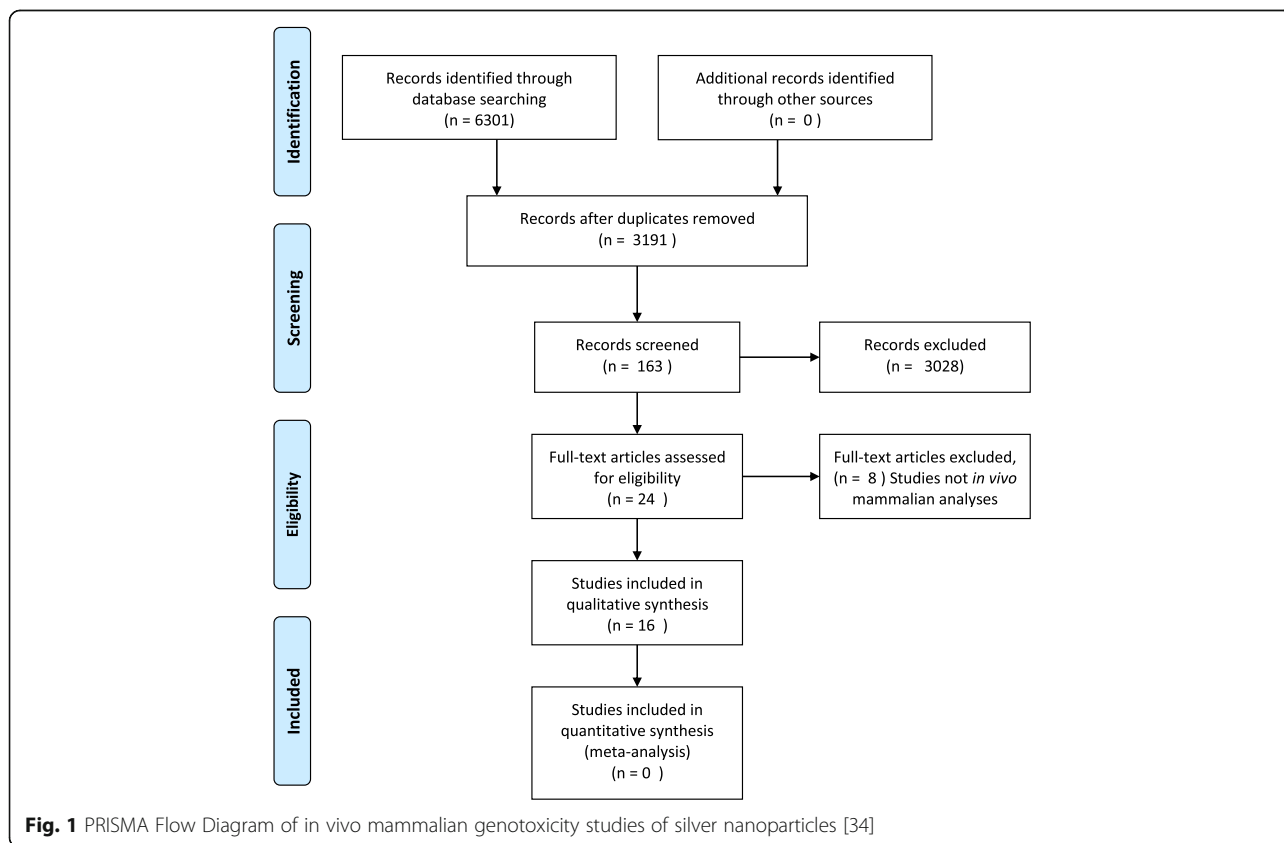 Identification
Records identified through
database searching
(n = 6301)
Additional records identified
through other sources
(n = 0 )
Screening
Records after duplicates removed
(n = 3191 )
Records screened
(n = 163 )
Records excluded
(n = 3028)
Eligibility
Full-text articles assessed
for eligibility
(n = 24 )
Full-text articles excluded,
(n = 8 ) Studies not in vivo
mammalian analyses
Studies included in
qualitative synthesis
(n = 16 )
Included
Studies included in
quantitative synthesis
(meta-analysis)
(n = 0 )
Fig. 1 PRISMA Flow Diagram of in vivo mammalian genotoxicity studies of silver nanoparticles [34]